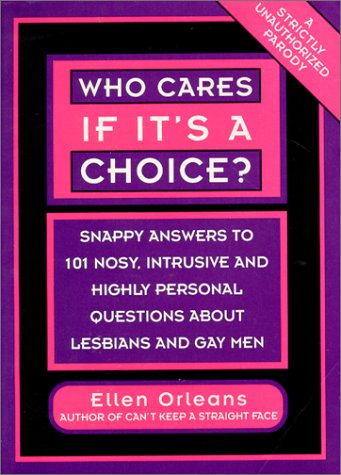 A
STRICTLY
UNAUTHORIZED
PARODY
WHO CARES
IF IT'S A
CHOICE?
SNAPPY ANSWERS TO
101 NOSY, INTRUSIVE AND
HIGHLY PERSONAL
QUESTIONS ABOUT
LESBIANS AND GAY MEN
Ellen Orleans
AUTHOR OF CAN'T KEEP A STRAIGHT FACE